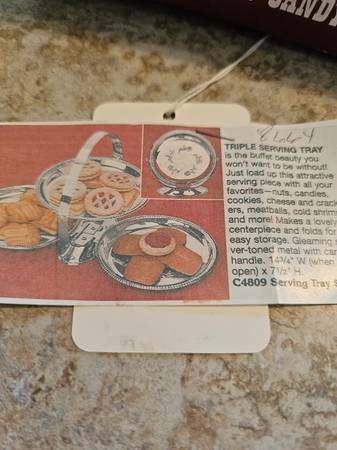 CANDI
TRIPLE SERVING TRAY
is the buffet beauty you
won't want to be without!
Just load up this attractive
serving piece with all your
favorites—nuts, candies,
cookies, cheese and crack
ers, meatballs, cold shrim
and more! Makes a lovely
centerpiece and folds for
easy storage. Gleaming
ver-toned metal with car
handle. 14¾" W (when
open) x 7½" H.
C4809 Serving Tray $